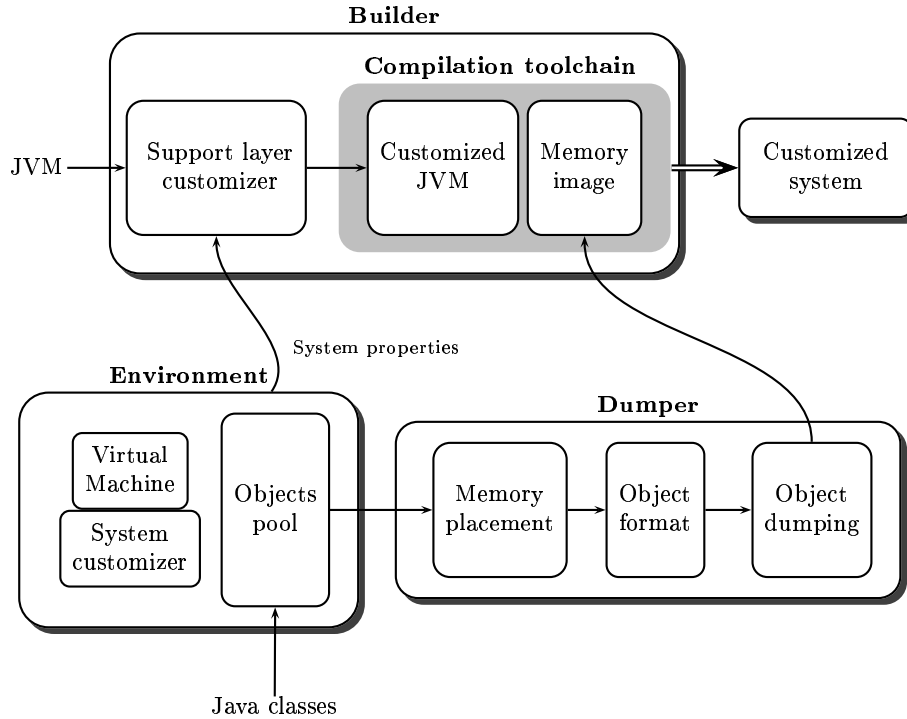 Builder
Compilation toolchain
JVM
Support layer
customizer
Customized
JVM
Memory
image
Customized
system
System properties
Environment
Virtual
Machine
System
customizer
Objects
pool
Dumper
Memory
placement
Object
format
Object
dumping
Java classes